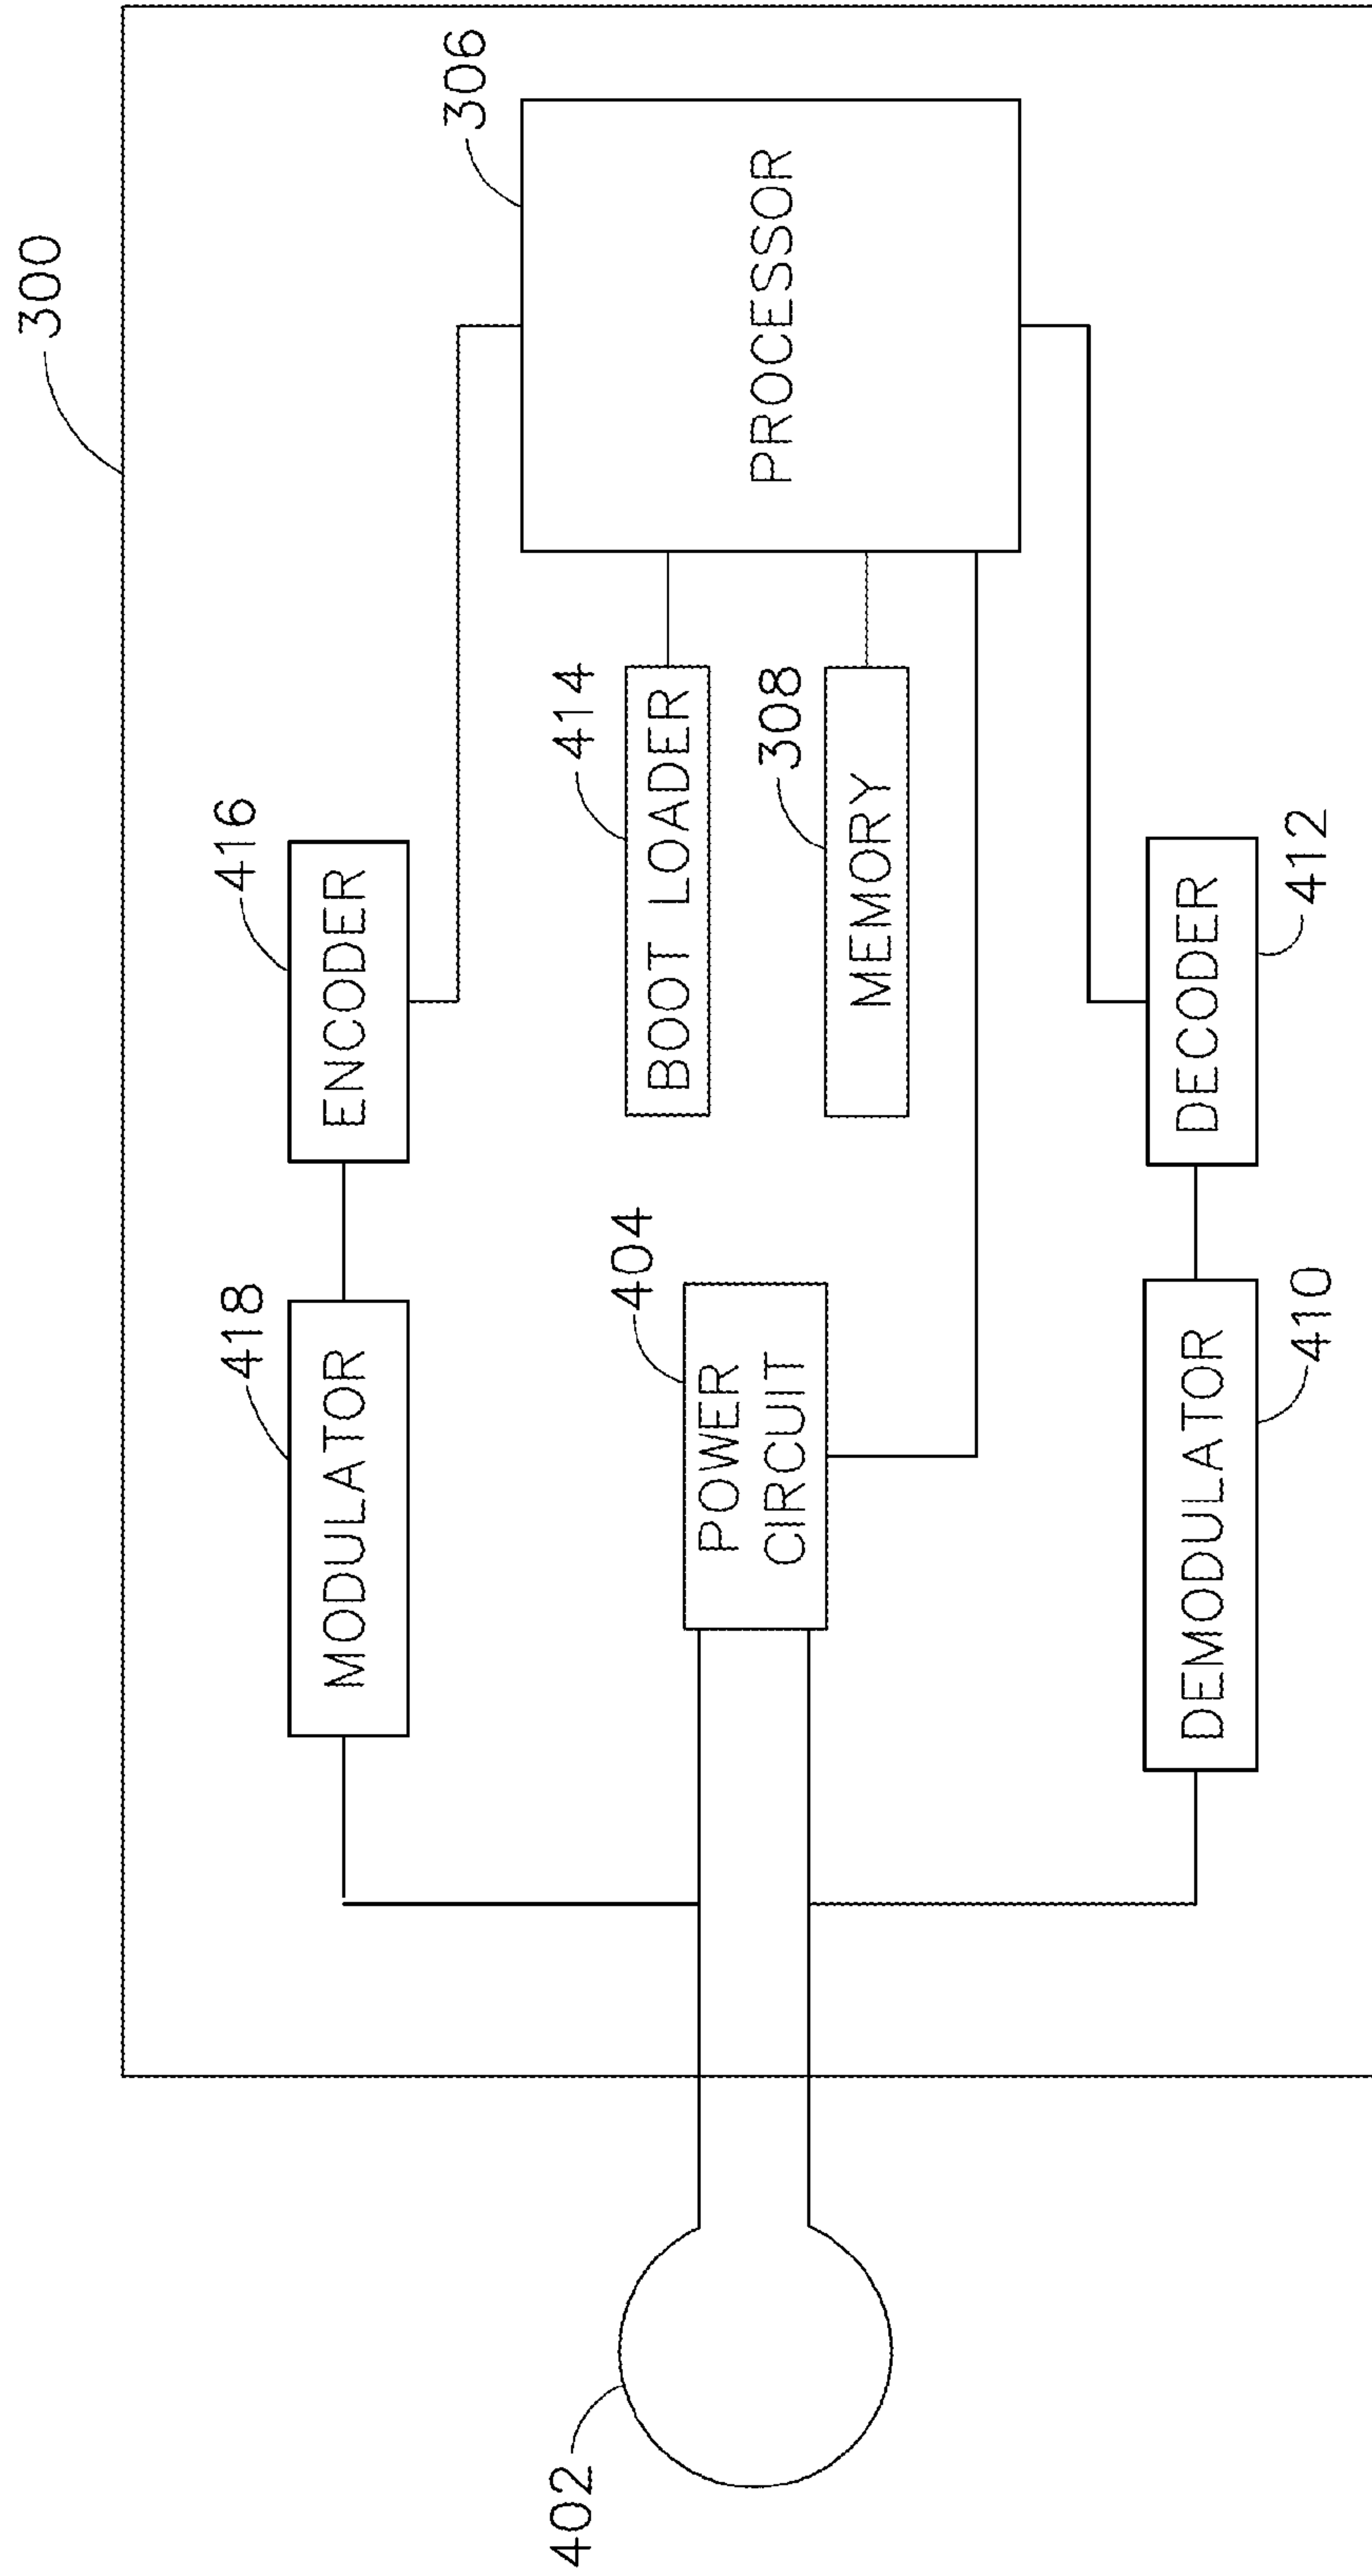 300
306
PROCESSOR
416
ENCODER
418
MODULATOR
414
BOOT LOADER
308
MEMORY
404
POWER
CIRCUIT
402
DECODER
412
DEMODULATOR
410